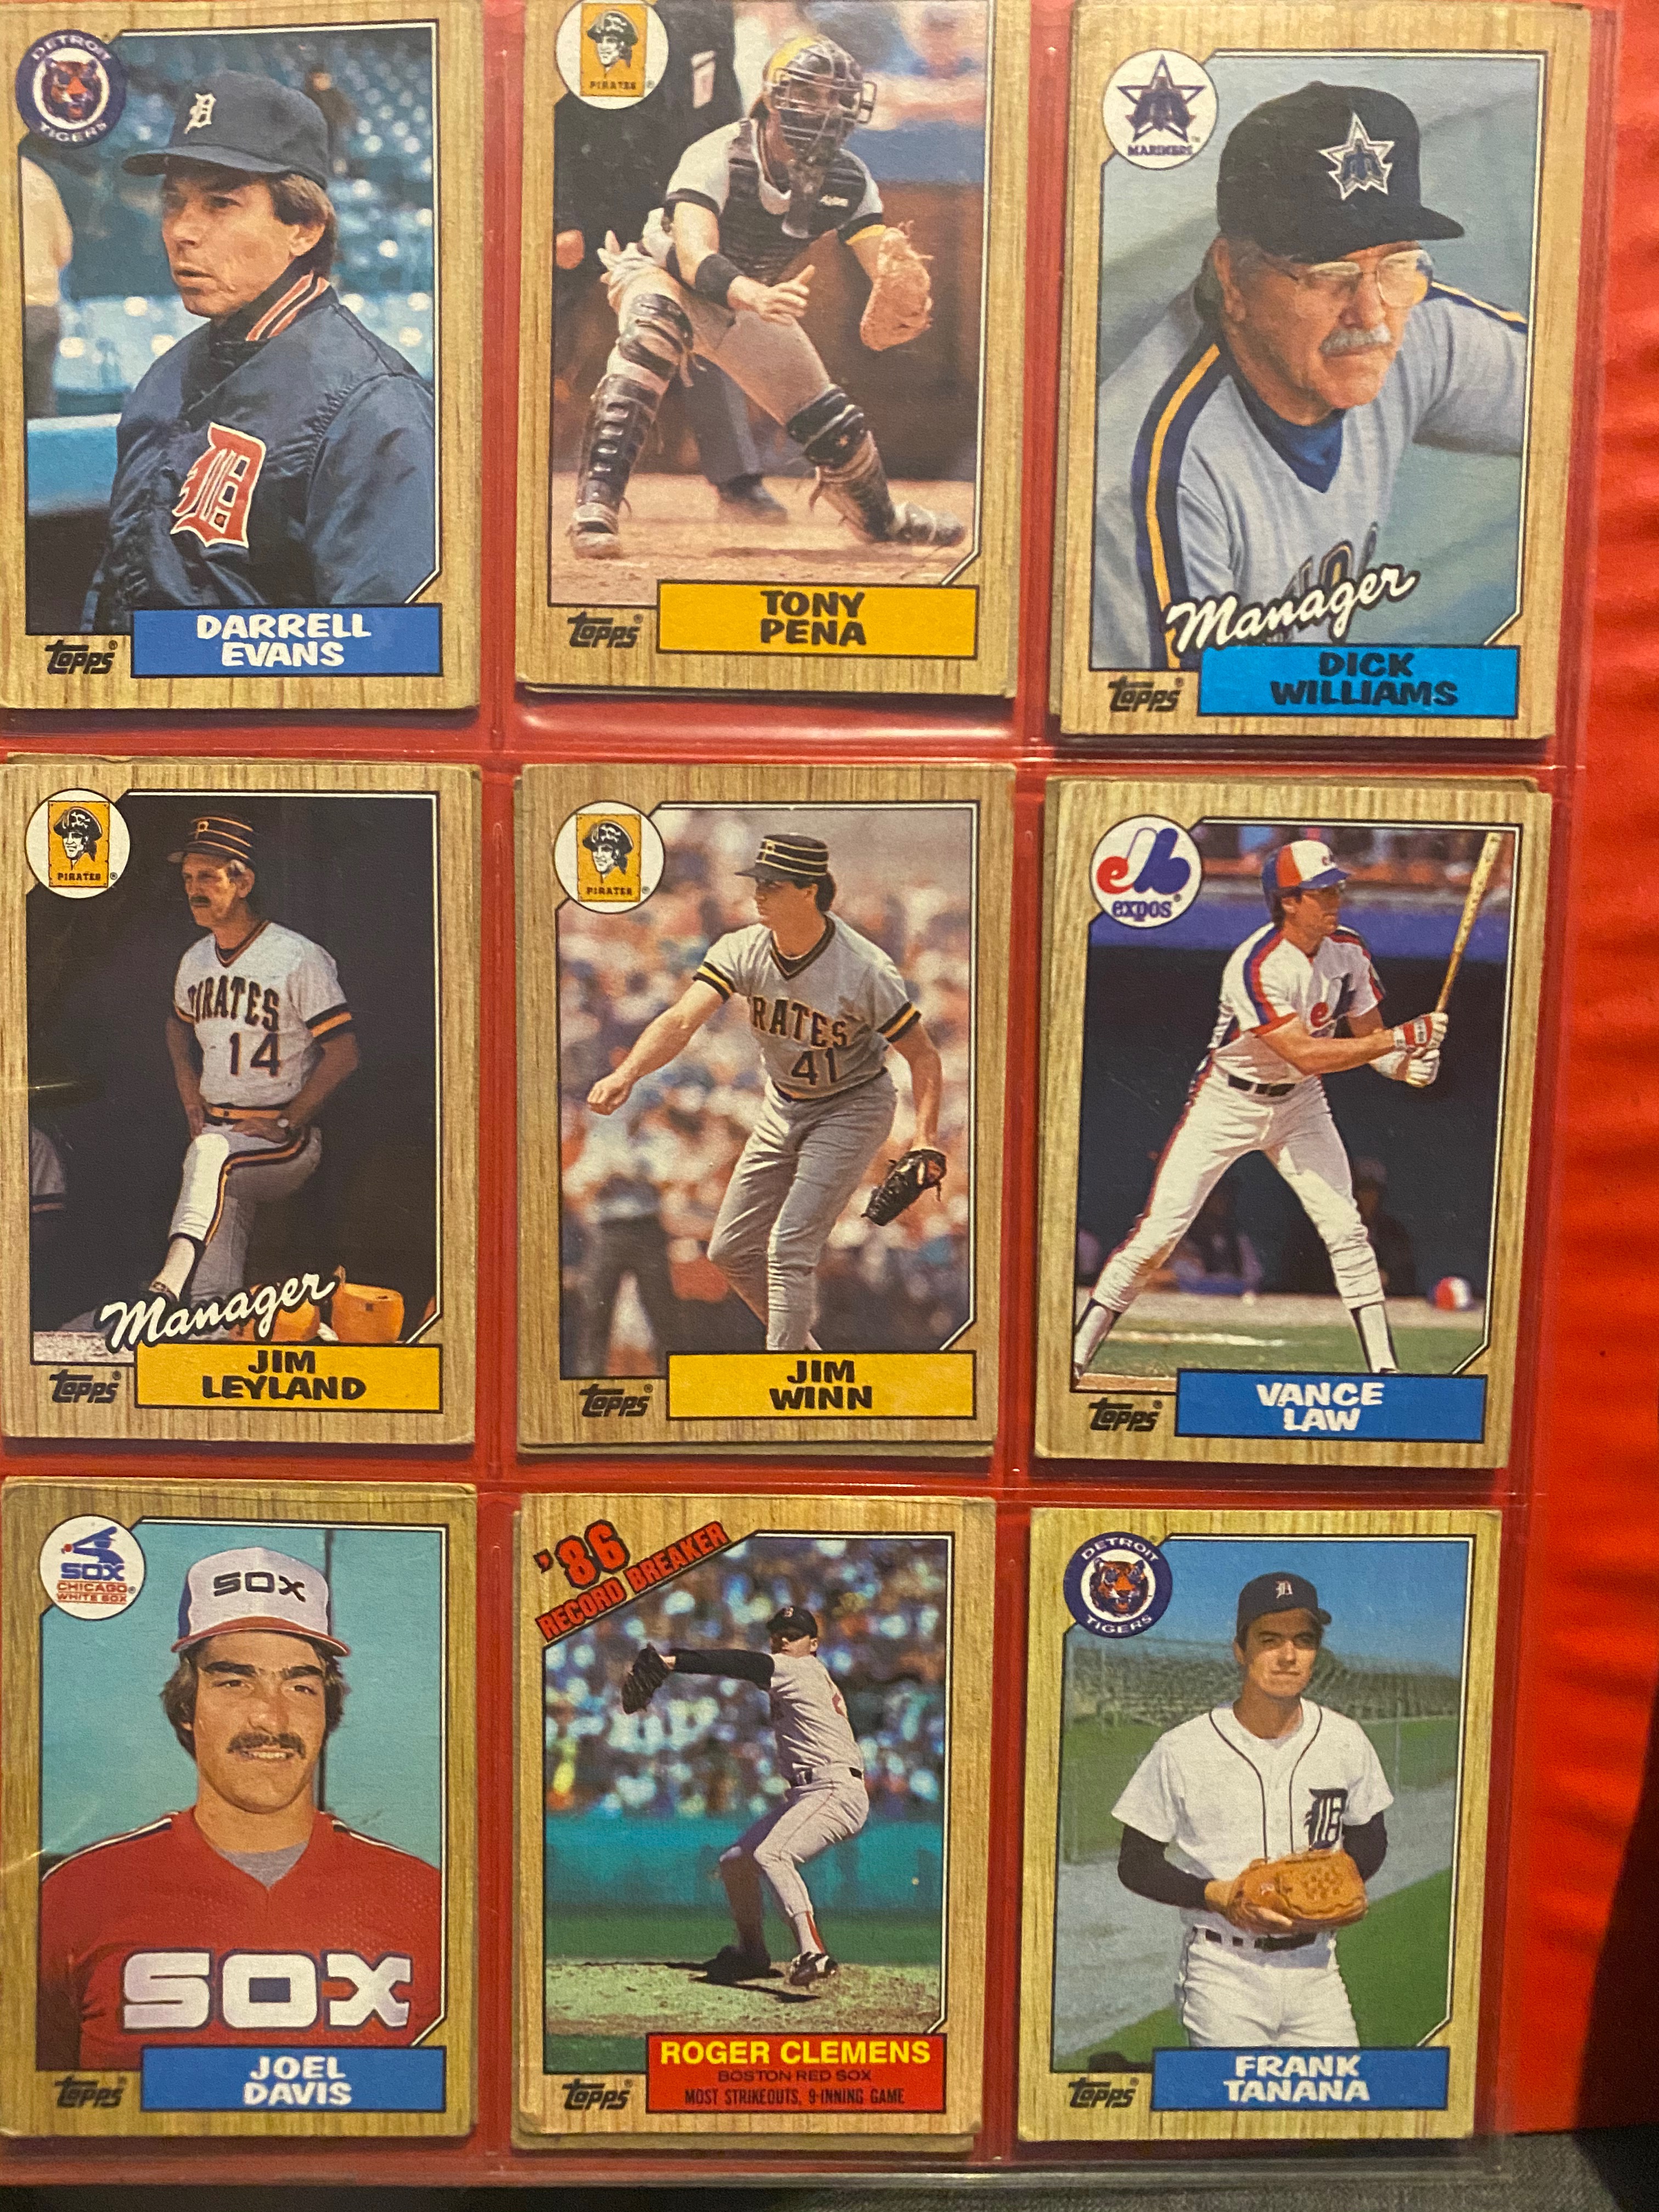 DETROIT
TIGERS
D
D
Topps
DARRELL
EVANS
PIRATES
Topps
TONY
PENA
MARINERS
Manager
Topps
DICK
WILLIAMS
PIRATES
P
PIRATES
14
Manager
Topps
JIM
LEYLAND
PIRATES
P
PIRATES
41
Topps
JIM
WINN
expos
e
Topps
VANCE
LAW
SOX
CHICAGO
WHITE SOX
SOX
SOX
Topps
JOEL
DAVIS
'86
RECORD BREAKER
B
Topps
ROGER CLEMENS
BOSTON RED SOX
MOST STRIKEOUTS, 9-INNING GAME
DETROIT
TIGERS
D
D
Topps
FRANK
TANANA